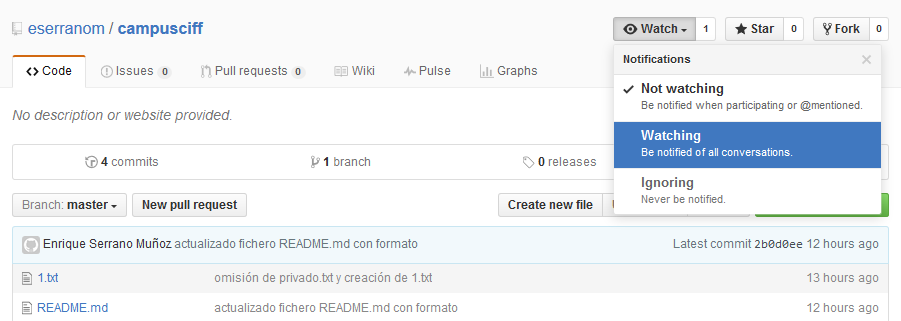 eserranom / campusciff
Watch 1 Star 0 Fork 0
Code Issues 0 Pull requests 0 Wiki Pulse Graphs
Notifications
Not watching
Be notified when participating or @mentioned.
Watching
Be notified of all conversations.
Ignoring
Never be notified.
No description or website provided.
4 commits 1 branch 0 releases
Branch: master New pull request Create new file
Enrique Serrano Muñoz actualizado fichero README.md con formato Latest commit 2b0d0ee 12 hours ago
1.txt omisión de privado.txt y creación de 1.txt 13 hours ago
README.md actualizado fichero README.md con formato 12 hours ago